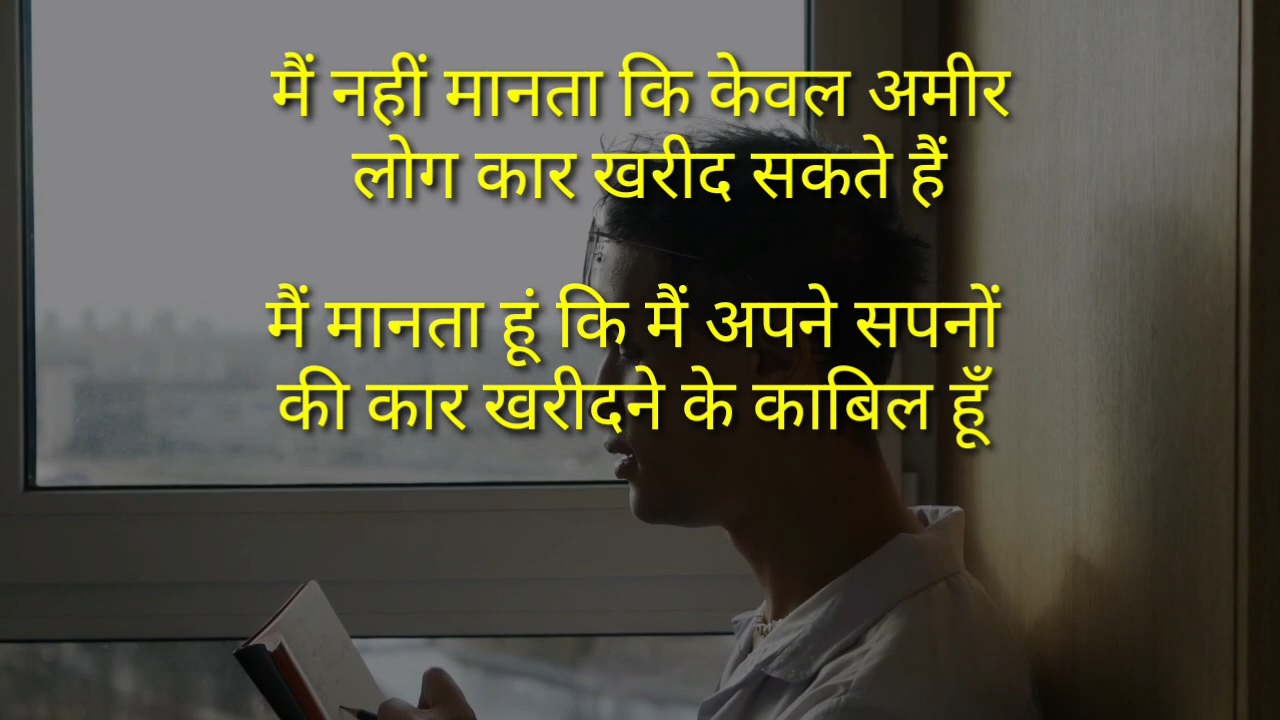 मैं नहीं मानता कि केवल अमीर
लोग कार खरीद सकते हैं
मैं मानता हूं कि मैं अपने सपनों
की कार खरीदने के काबिल हूँ